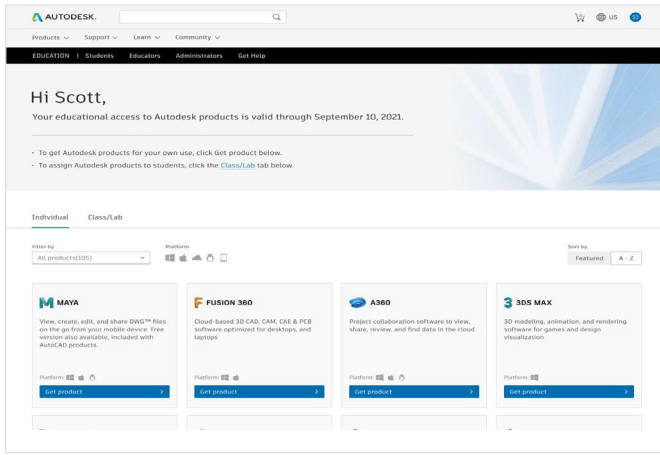 AUTODESK.
US
SJ
Products
Support
Learn
Community
EDUCATION | Students Educators Administrators Get Help
Hi Scott,
Your educational access to Autodesk products is valid through September 10, 2021.
· To get Autodesk products for your own use, click Get product below.
· To assign Autodesk products to students, click the Class/Lab tab below.
Individual Class/Lab
Filter by
All products(105)
Platform
Sort by
Featured A - Z
MAYA
View, create, edit, and share DWG™ files
on the go from your mobile device. Free
version also available, included with
AutoCAD products.
Platform:
Get product
FUSION 360
Cloud-based 3D CAD, CAM, CAE & PCB
software optimized for desktops, and
laptops
Platform:
Get product
A360
Project collaboration software to view,
share, review, and find data in the cloud
Platform:
Get product
3DS MAX
3D modeling, animation, and rendering
software for games and design
visualization
Platform:
Get product